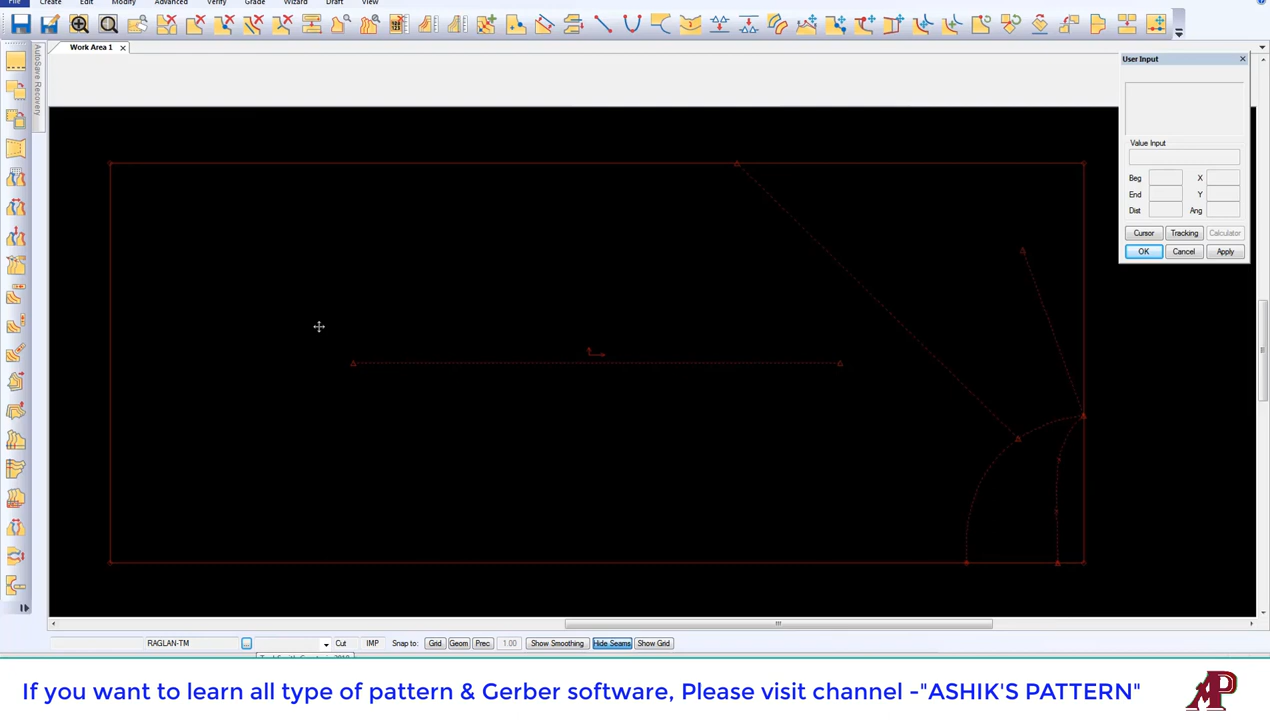 File Create Edit Modify Advanced Verify Grade Wizard Draft View
Work Area 1
AutoSave Recovery
User Input
Value Input
Beg X
End Y
Dist Ang
Cursor Tracking Calculator
OK Cancel Apply
RAGLAN-TM ... Cut IMP Snap to: Grid Geom Prec 1.00 Show Smoothing Hide Seams Show Grid
If you want to learn all type of pattern & Gerber software, Please visit channel -"ASHIK'S PATTERN"
AP